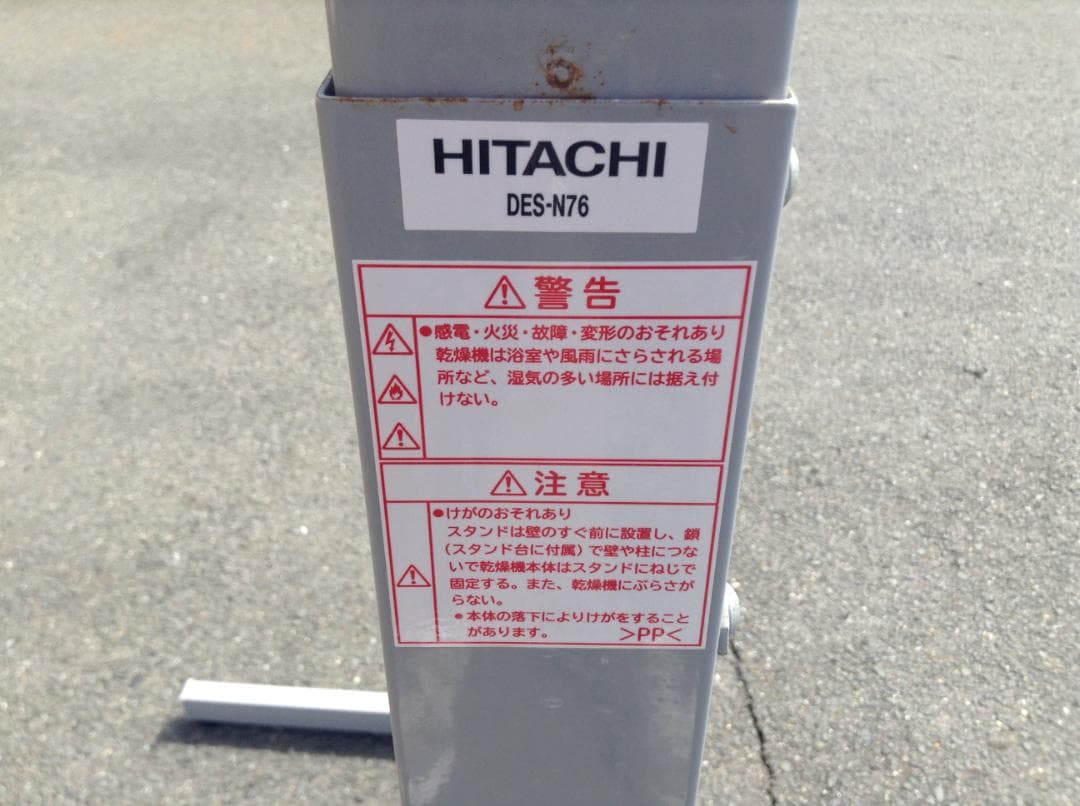 HITACHI
DES-N76
警告
●感電・火災・故障・変形のおそれあり
乾燥機は浴室や風雨にさらされる場
所など、湿気の多い場所には据え付
けない。
注意
●けがのおそれあり
スタンドは壁のすぐ前に設置し、鎖
（スタンド台に付属）で壁や柱につな
いで乾燥機本体はスタンドにねじで
固定する。また、乾燥機にぶらさが
らない。
●本体の落下によりけがをすること
があります。 >PP<